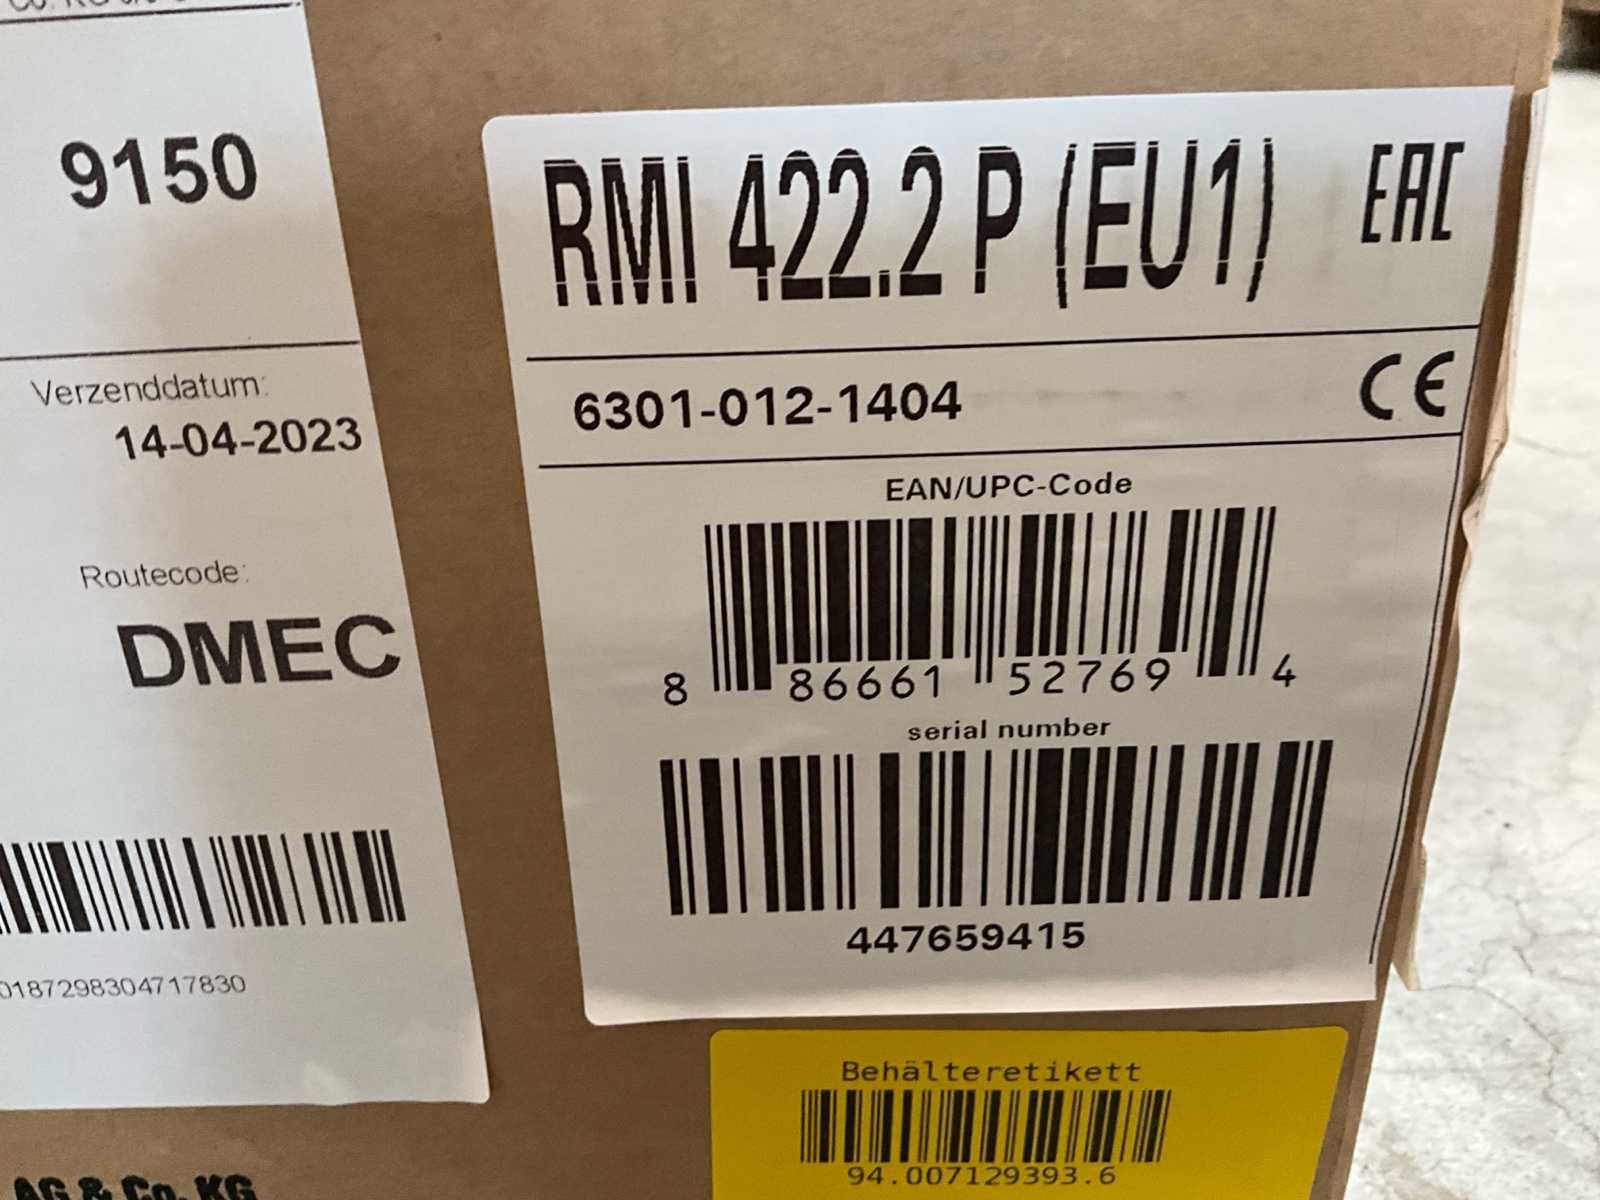 9150
Verzenddatum:
14-04-2023
Routecode:
DMEC
0187298304717830
AG & Co. KG
RMI 422.2 P (EU1)
EAC
6301-012-1404
CE
EAN/UPC-Code
8 86661 52769 4
serial number
447659415
Behälteretikett
94.007129393.6